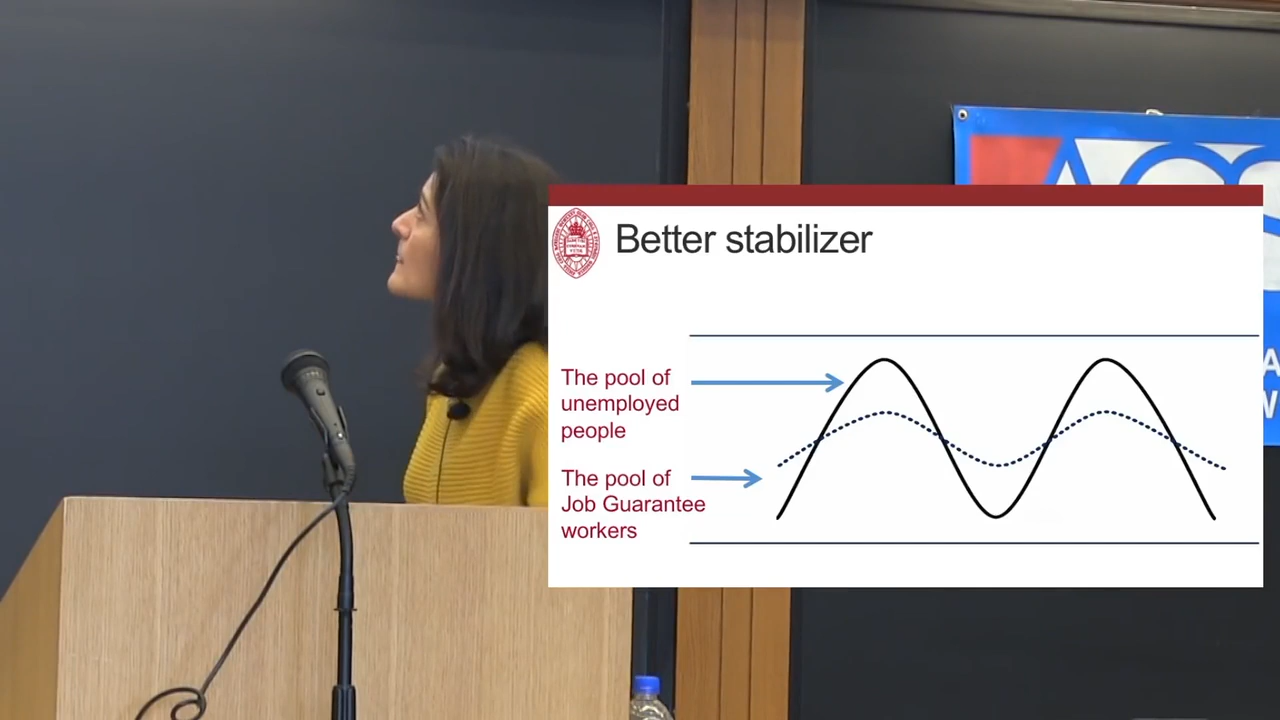 Better stabilizer
The pool of
unemployed
people
The pool of
Job Guarantee
workers